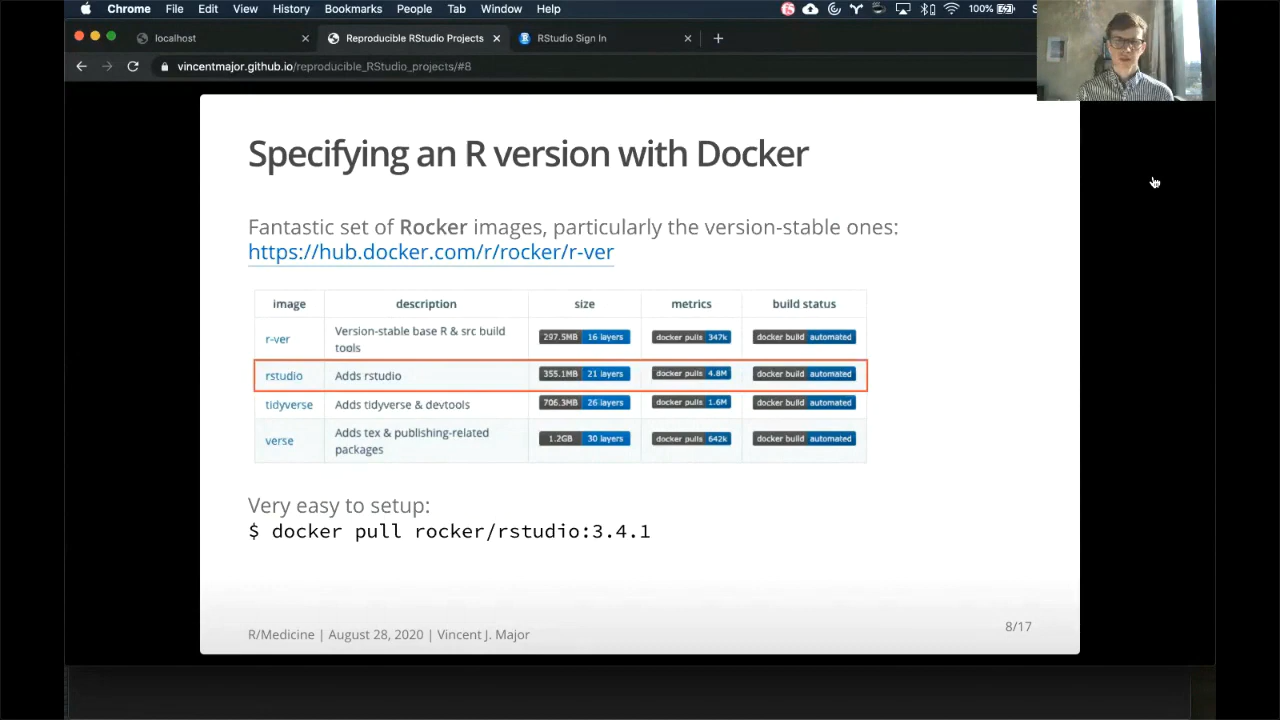 Chrome File Edit View History Bookmarks People Tab Window Help 100%
localhost
Reproducible RStudio Projects
RStudio Sign In
vincentmajor.github.io/reproducible_RStudio_projects/#8
Specifying an R version with Docker
Fantastic set of Rocker images, particularly the version-stable ones:
https://hub.docker.com/r/rocker/r-ver
image description size metrics build status
r-ver Version-stable base R & src build tools 297.5MB 16 layers docker pulls 347k docker build automated
rstudio Adds rstudio 355.1MB 21 layers docker pulls 4.8M docker build automated
tidyverse Adds tidyverse & devtools 706.3MB 26 layers docker pulls 1.6M docker build automated
verse Adds tex & publishing-related packages 1.2GB 30 layers docker pulls 642k docker build automated
Very easy to setup:
$ docker pull rocker/rstudio:3.4.1
R/Medicine | August 28, 2020 | Vincent J. Major
8/17